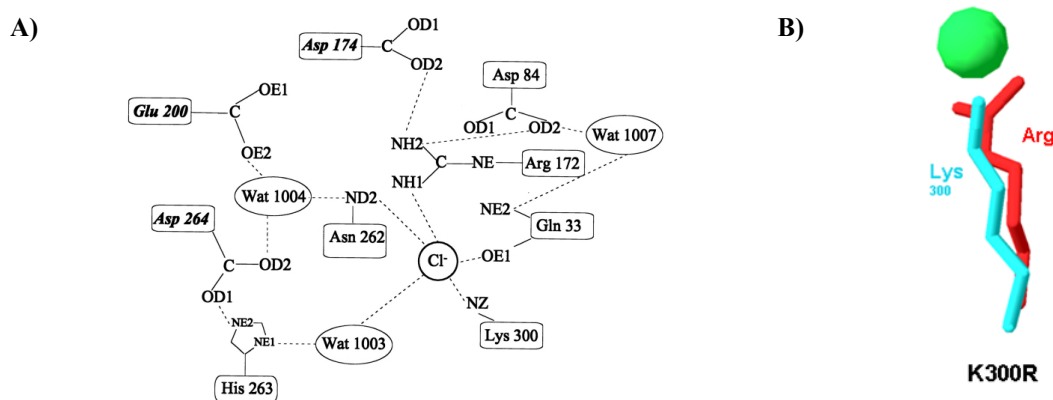 A)
B)
Asp 174
OD1
C
OD2
Asp 84
Glu 200
OE1
C
OE2
C
OD1
OD2
Wat 1007
NH2
C
NE
Arg 172
NH1
Wat 1004
ND2
Asn 262
NE2
Gln 33
OE1
Asp 264
C
OD2
OD1
Cl-
NZ
Lys 300
NE2
NE1
Wat 1003
His 263
Arg
Lys
300
K300R